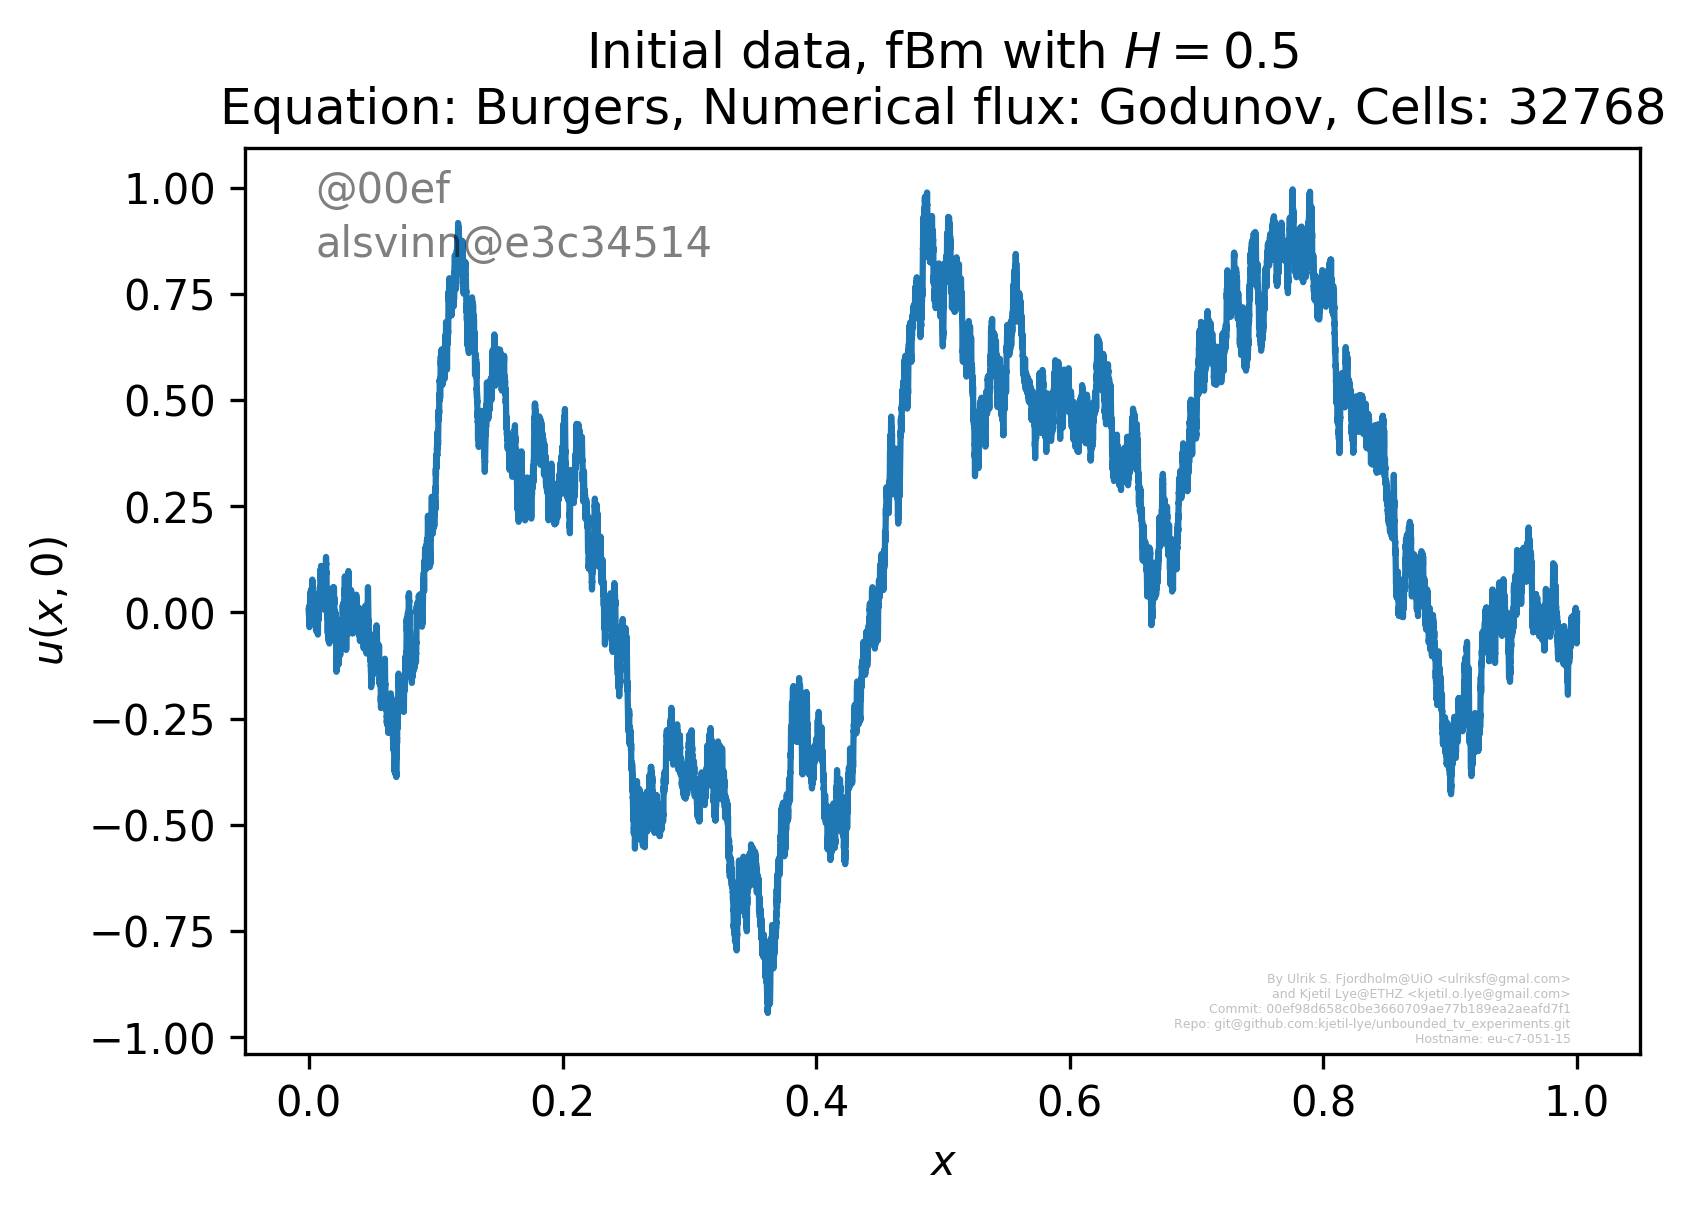 Initial data, fBm with H = 0.5
Equation: Burgers, Numerical flux: Godunov, Cells: 32768
@00ef
alsvinn@e3c34514
1.00
0.75
0.50
0.25
0.00
−0.25
−0.50
−0.75
−1.00
u(x, 0)
By Ulrik S. Fjordholm@UiO <ulriksf@gmal.com>
and Kjetil Lye@ETHZ <kjetil.o.lye@gmail.com>
Commit: 00ef98d658c0be3660709ae77b189ea2aeafd7f1
Repo: git@github.com:kjetil-lye/unbounded_tv_experiments.git
Hostname: eu-c7-051-15
0.0 0.2 0.4 0.6 0.8 1.0
x